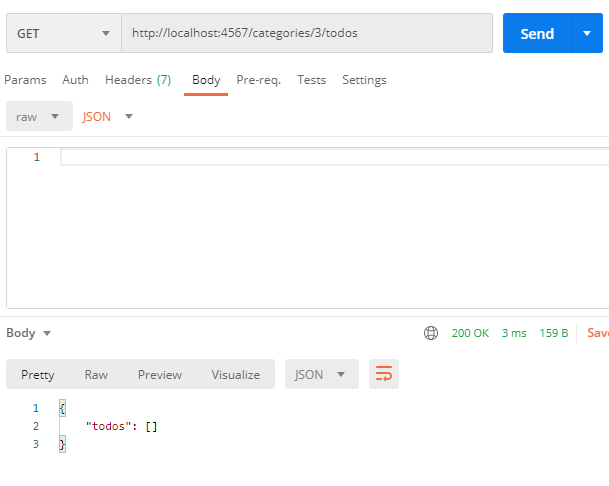 GET http://localhost:4567/categories/3/todos Send
Params Auth Headers (7) Body Pre-req. Tests Settings
raw JSON
1
Body 200 OK 3 ms 159 B Save
Pretty Raw Preview Visualize JSON
1 {
2 "todos": []
3 }